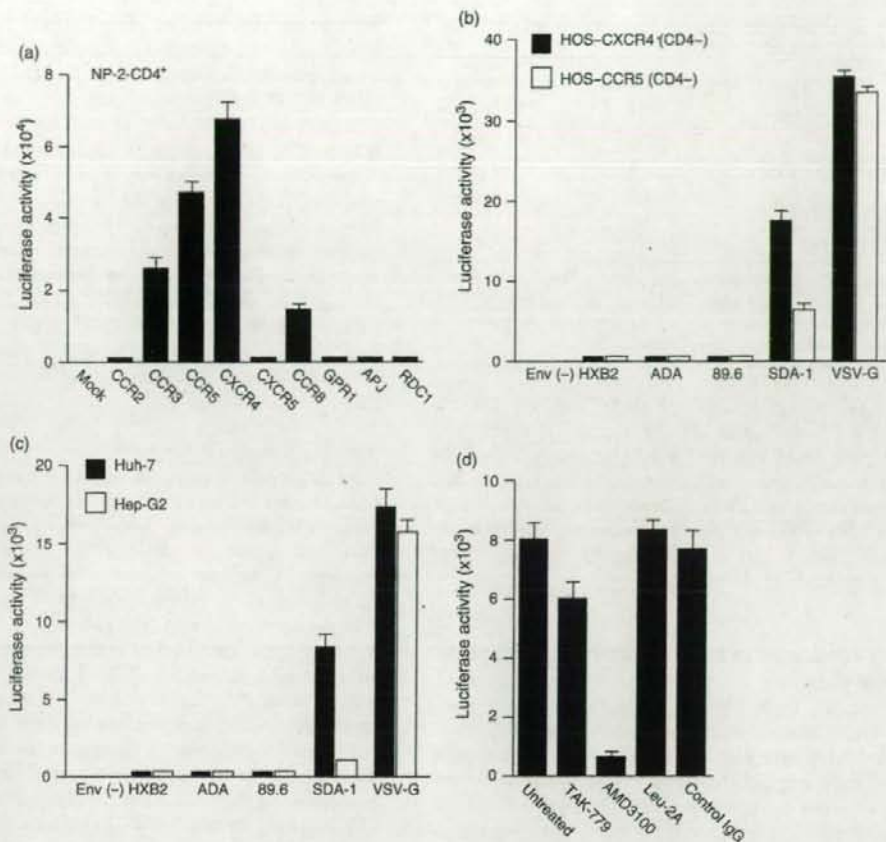 (a)
NP-2-CD4+
Luciferase activity (x10⁴)
8
6
4
2
0
Mock
CCR2
CCR3
CCR5
CXCR4
CXCR5
CCR8
GPR1
APJ
RDC1
(b)
HOS–CXCR4 (CD4–)
HOS–CCR5 (CD4–)
Luciferase activity (x10³)
40
30
20
10
0
Env (–) HXB2 ADA 89.6 SDA-1 VSV-G
(c)
Huh-7
Hep-G2
Luciferase activity (x10³)
20
15
10
5
0
Env (–) HXB2 ADA 89.6 SDA-1 VSV-G
(d)
Luciferase activity (x10³)
10
8
6
4
2
0
Untreated
TAK-779
AMD3100
Leu-2A
Control IgG